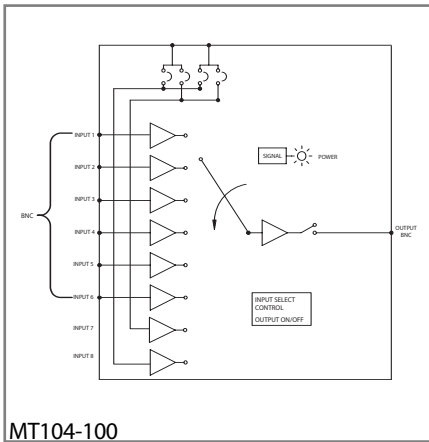 INPUT 1
INPUT 2
INPUT 3
INPUT 4
INPUT 5
INPUT 6
INPUT 7
INPUT 8
BNC
SIGNAL
POWER
OUTPUT
BNC
INPUT SELECT
CONTROL
OUTPUT ON/OFF
MT104-100